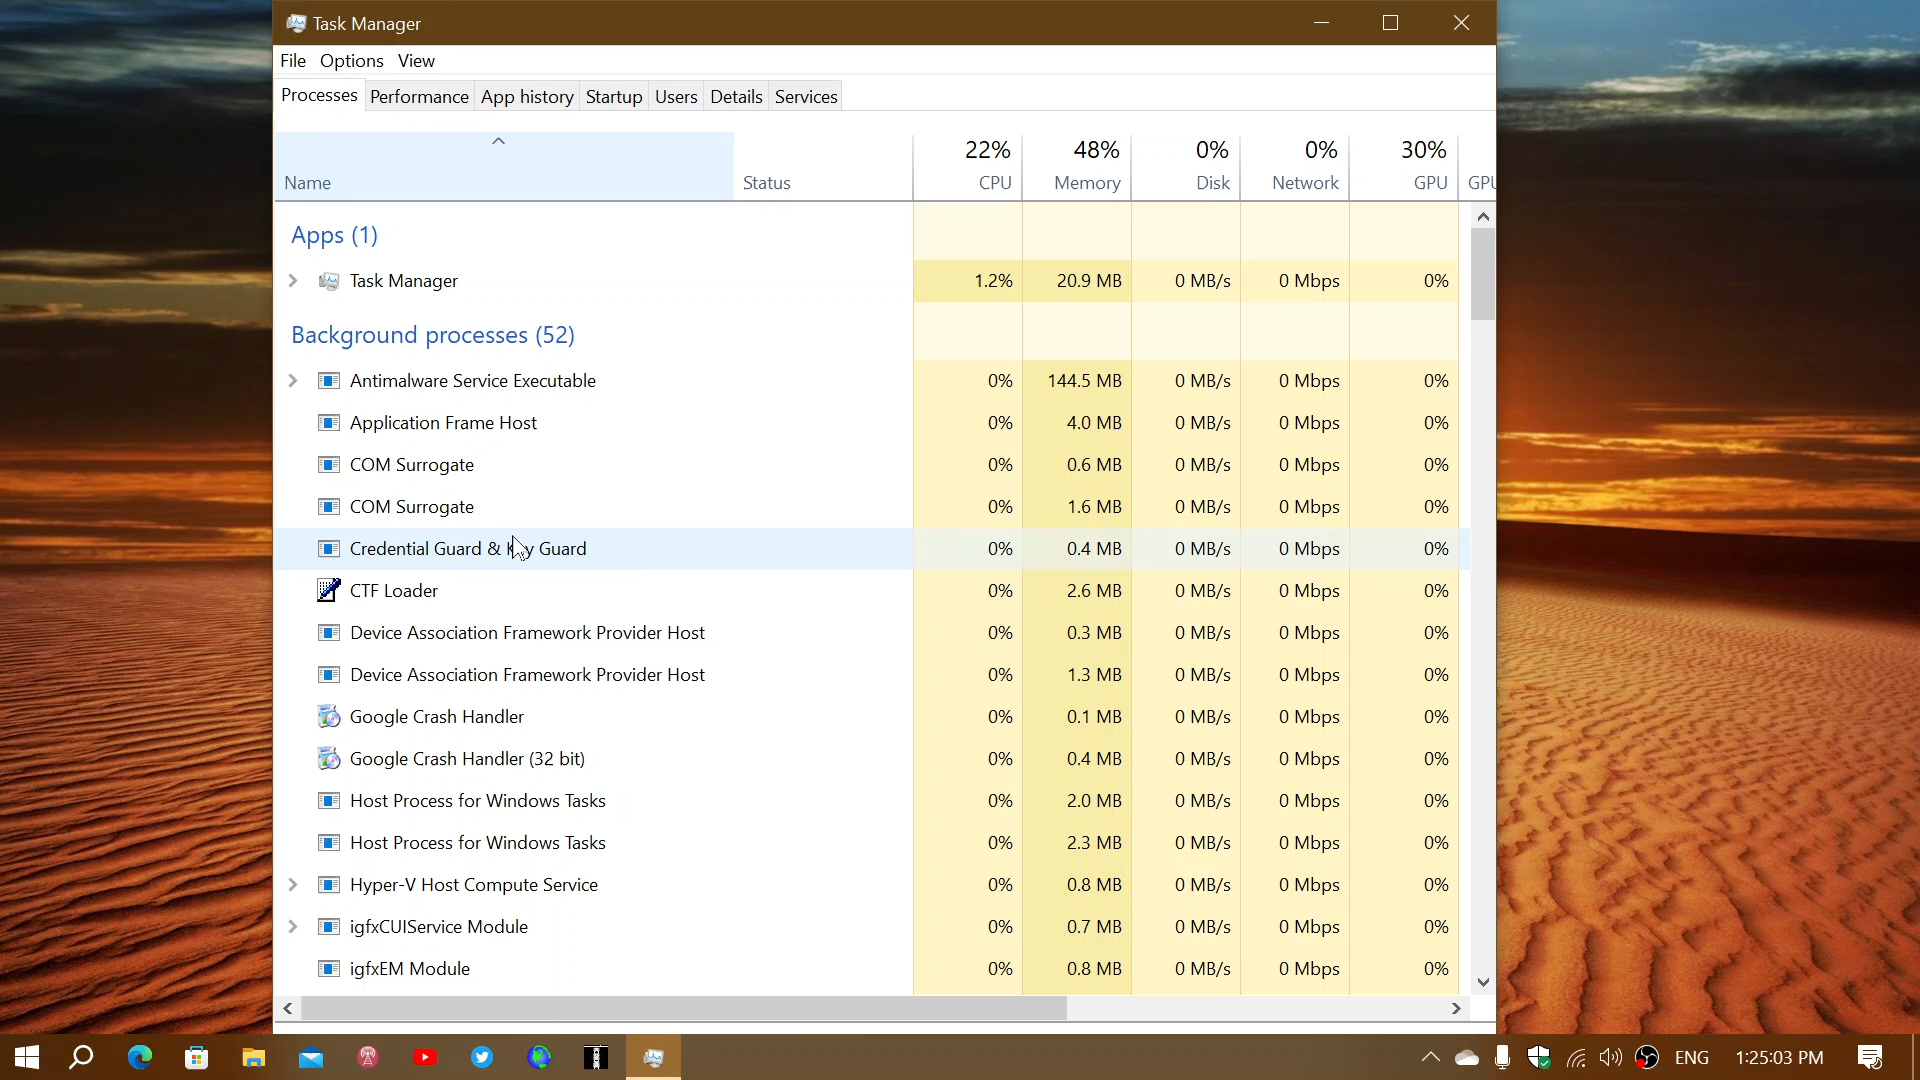 Task Manager
File Options View
Processes Performance App history Startup Users Details Services
22% 48% 0% 0% 30%
Name Status CPU Memory Disk Network GPU GPU
Apps (1)
Task Manager 1.2% 20.9 MB 0 MB/s 0 Mbps 0%
Background processes (52)
Antimalware Service Executable 0% 144.5 MB 0 MB/s 0 Mbps 0%
Application Frame Host 0% 4.0 MB 0 MB/s 0 Mbps 0%
COM Surrogate 0% 0.6 MB 0 MB/s 0 Mbps 0%
COM Surrogate 0% 1.6 MB 0 MB/s 0 Mbps 0%
Credential Guard & Key Guard 0% 0.4 MB 0 MB/s 0 Mbps 0%
CTF Loader 0% 2.6 MB 0 MB/s 0 Mbps 0%
Device Association Framework Provider Host 0% 0.3 MB 0 MB/s 0 Mbps 0%
Device Association Framework Provider Host 0% 1.3 MB 0 MB/s 0 Mbps 0%
Google Crash Handler 0% 0.1 MB 0 MB/s 0 Mbps 0%
Google Crash Handler (32 bit) 0% 0.4 MB 0 MB/s 0 Mbps 0%
Host Process for Windows Tasks 0% 2.0 MB 0 MB/s 0 Mbps 0%
Host Process for Windows Tasks 0% 2.3 MB 0 MB/s 0 Mbps 0%
Hyper-V Host Compute Service 0% 0.8 MB 0 MB/s 0 Mbps 0%
igfxCUIService Module 0% 0.7 MB 0 MB/s 0 Mbps 0%
igfxEM Module 0% 0.8 MB 0 MB/s 0 Mbps 0%
ENG 1:25:03 PM